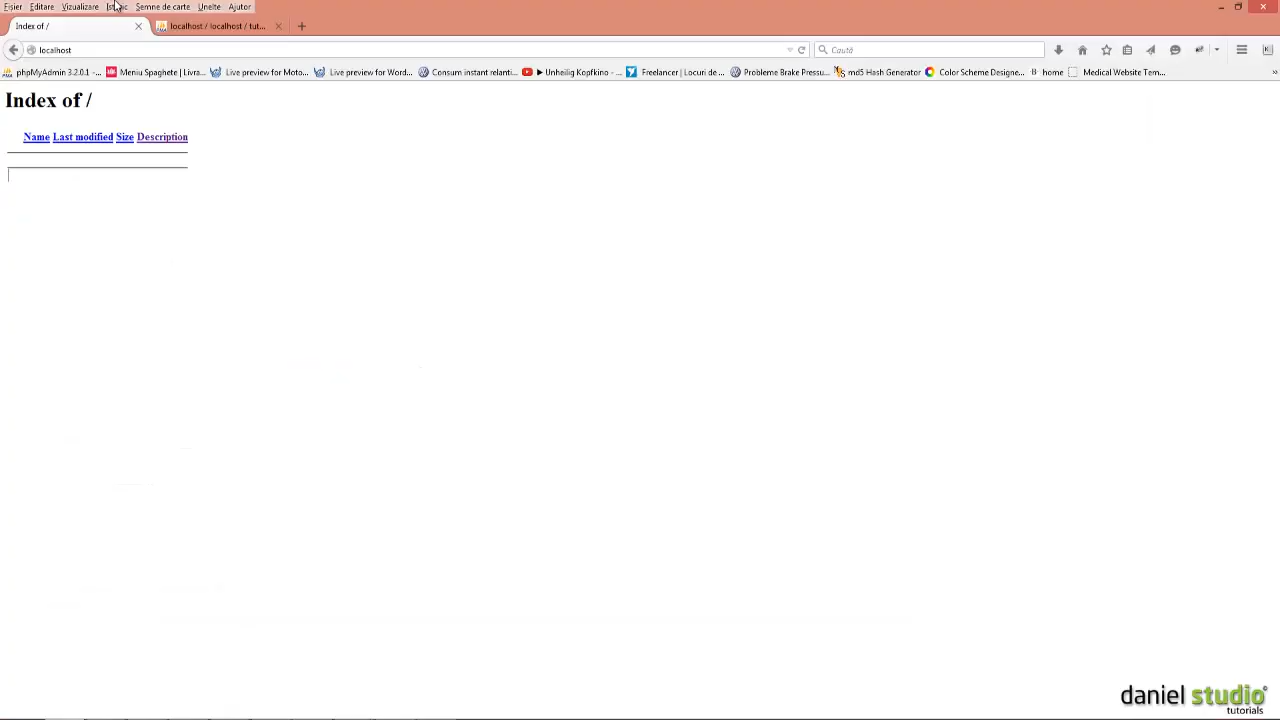 Fișier Editare Vizualizare Istoric Semne de carte Unelte Ajutor
Index of / localhost / localhost / tut...
localhost Caută
phpMyAdmin 3.2.0.1 -... Meniu Spaghete | Livra... Live preview for Moto... Live preview for Word... Consum instant relanti... ▶ Unheilig Kopfkino -... Freelancer | Locuri de... Probleme Brake Pressu... md5 Hash Generator Color Scheme Designe... home Medical Website Tem...
Index of /
Name Last modified Size Description
daniel studio
tutorials